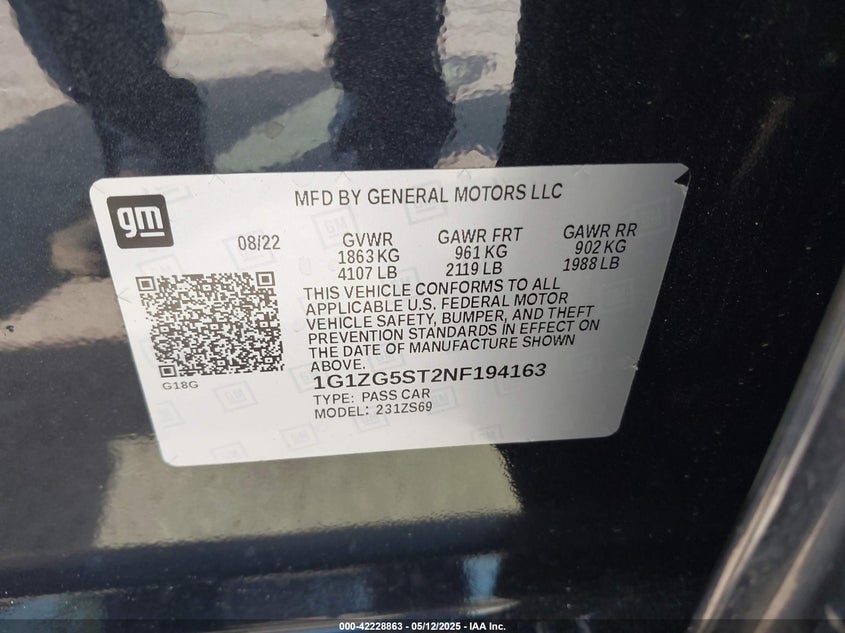 MFD BY GENERAL MOTORS LLC
gm
08/22
GVWR
1863 KG
4107 LB
GAWR FRT
961 KG
2119 LB
GAWR RR
902 KG
1988 LB
THIS VEHICLE CONFORMS TO ALL
APPLICABLE U.S. FEDERAL MOTOR
VEHICLE SAFETY, BUMPER, AND THEFT
PREVENTION STANDARDS IN EFFECT ON
THE DATE OF MANUFACTURE SHOWN
ABOVE.
G18G
1G1ZG5ST2NF194163
TYPE: PASS CAR
MODEL: 231ZS69
000-42228863 - 05/12/2025 - IAA Inc.